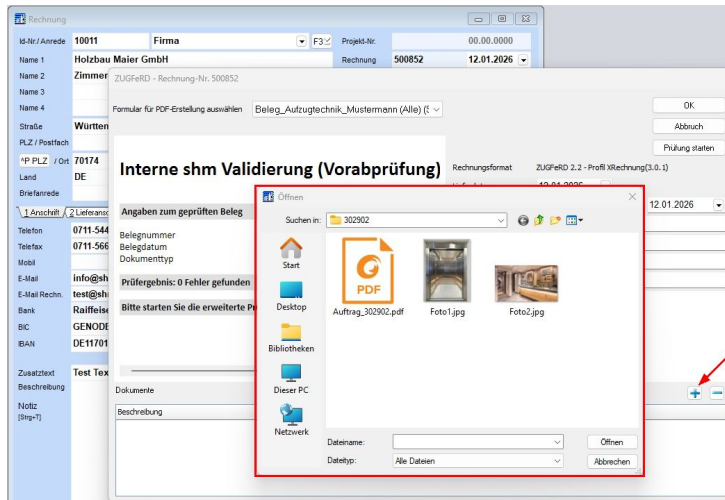 Rechnung
Id-Nr./ Anrede 10011 Firma F3 Projekt-Nr. 00.00.0000
Name 1 Holzbau Maier GmbH Rechnung 500852 12.01.2026
Name 2 Zimmer
ZUGFeRD - Rechnung-Nr. 500852
Name 3
Name 4
Formular für PDF-Erstellung auswählen Beleg_Aufzugtechnik_Mustermann (Alle) (
OK
Straße Württen
Abbruch
PLZ / Postfach
Prüfung starten
^P PLZ / Ort 70174
Land DE
Briefanrede
Interne shm Validierung (Vorabprüfung)
Rechnungsformat ZUGFeRD 2.2 - Profil XRechnung(3.0.1)
12.01.2026
12.01.2026
1 Anschrift 2 Lieferansc
Telefon 0711-544
Telefax 0711-566
Mobil
E-Mail info@sh
E-Mail Rechn. test@sh
Bank Raiffeise
BIC GENODE
IBAN DE11701
Zusatztext Test Tex
Beschreibung
Notiz
[Strg+T]
Angaben zum geprüften Beleg
Belegnummer
Belegdatum
Dokumenttyp
Prüfergebnis: 0 Fehler gefunden
Bitte starten Sie die erweiterte P
Dokumente
Beschreibung
Öffnen
Suchen in: 302902
Start
Desktop
Bibliotheken
Dieser PC
Netzwerk
PDF
Auftrag_302902.pdf Foto1.jpg Foto2.jpg
Dateiname: Öffnen
Dateityp: Alle Dateien Abbrechen